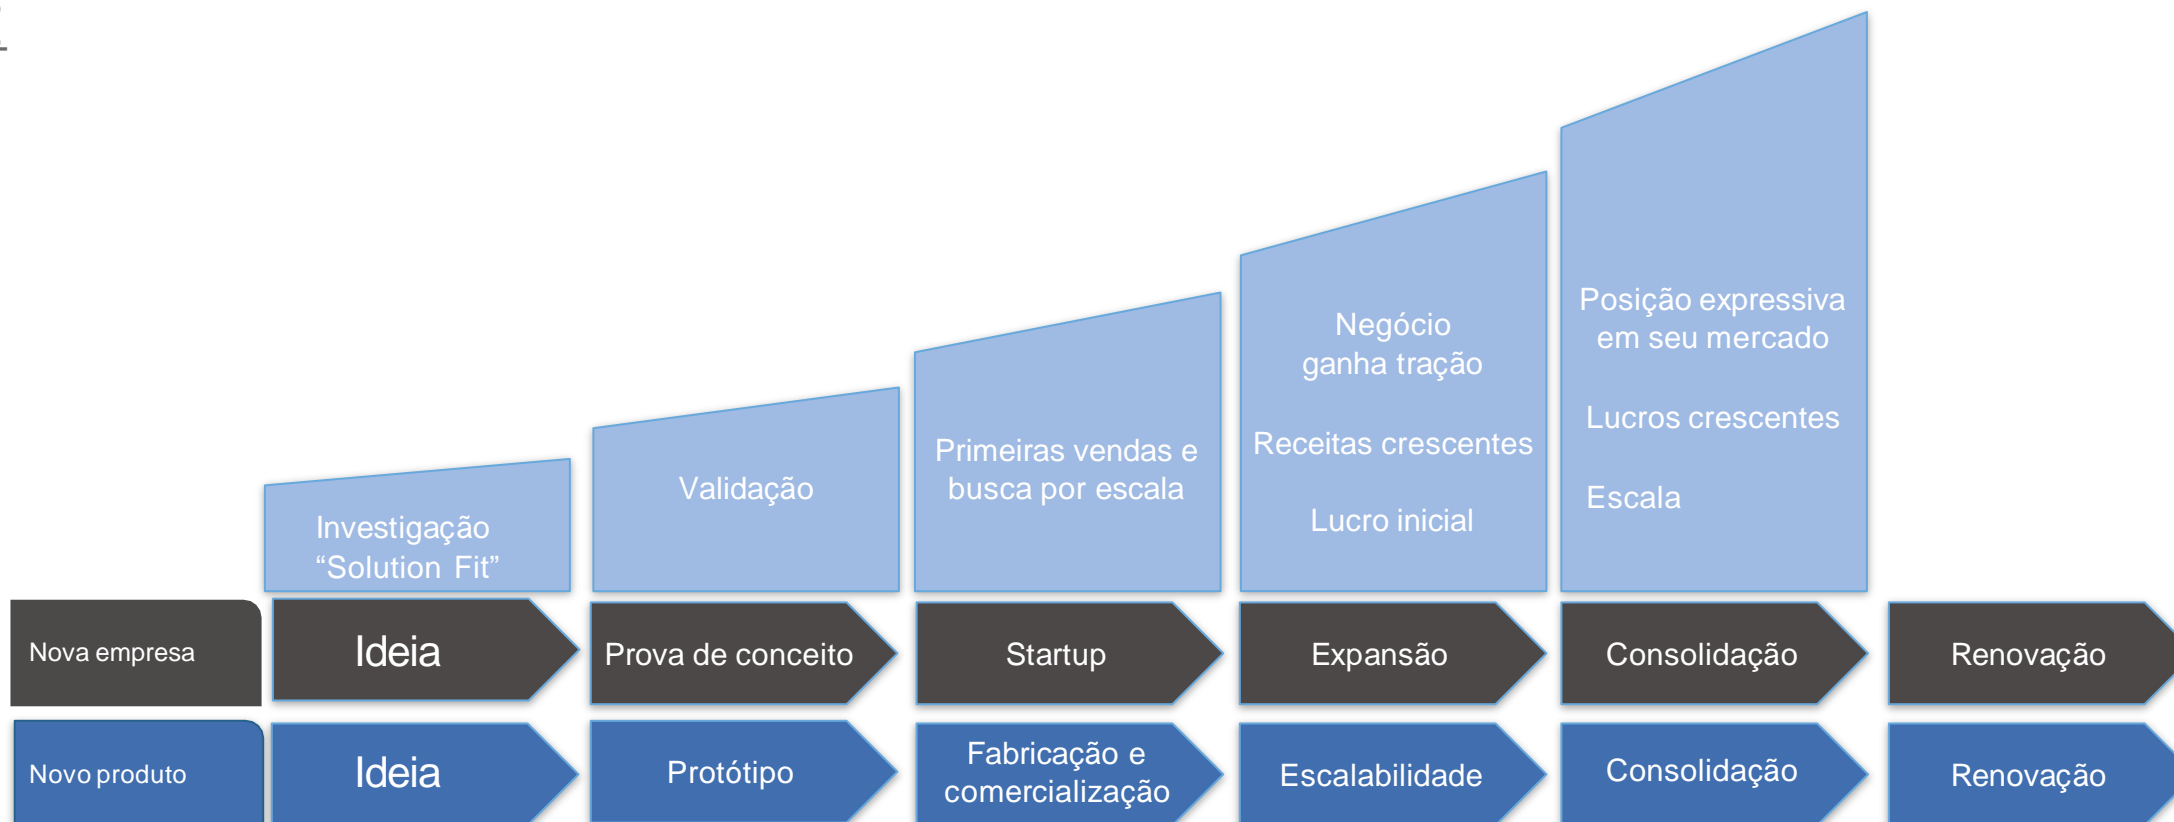 Investigação
“Solution Fit”
Validação
Primeiras vendas e
busca por escala
Negócio
ganha tração
Receitas crescentes
Lucro inicial
Posição expressiva
em seu mercado
Lucros crescentes
Escala
Nova empresa
Ideia
Prova de conceito
Startup
Expansão
Consolidação
Renovação
Novo produto
Ideia
Protótipo
Fabricação e
comercialização
Escalabilidade
Consolidação
Renovação